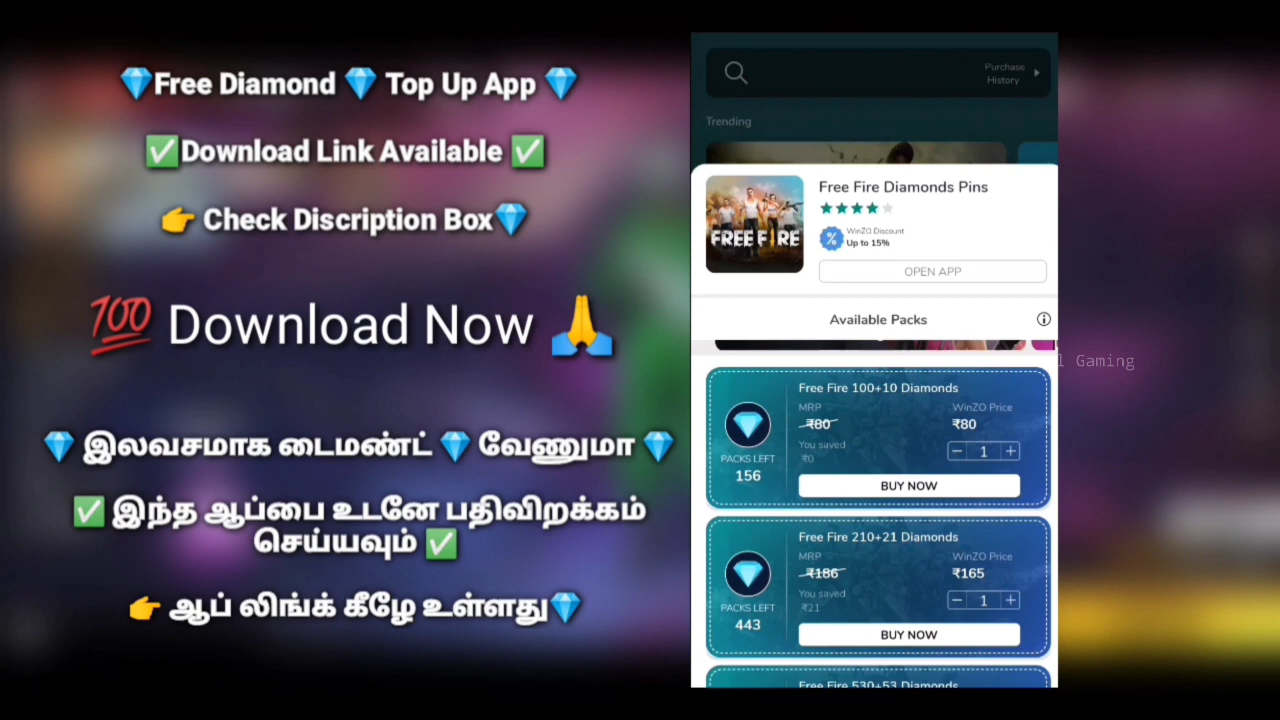 💎Free Diamond 💎 Top Up App 💎
✅Download Link Available ✅
👉 Check Discription Box💎
💯 Download Now 🙏
💎 இலவசமாக டைமண்ட் 💎 வேணுமா 💎
✅ இந்த ஆப்பை உடனே பதிவிறக்கம்
செய்யவும் ✅
👉 ஆப் லிங்க் கீழே உள்ளது💎
Purchase
History
Trending
Free Fire Diamonds Pins
FREE FIRE
WinZO Discount
Up to 15%
OPEN APP
Available Packs
l Gaming
Free Fire 100+10 Diamonds
MRP WinZO Price
₹80 ₹80
You saved
₹0
1
PACKS LEFT
156
BUY NOW
Free Fire 210+21 Diamonds
MRP WinZO Price
₹186 ₹165
You saved
₹21
1
PACKS LEFT
443
BUY NOW
Free Fire 530+53 Diamonds